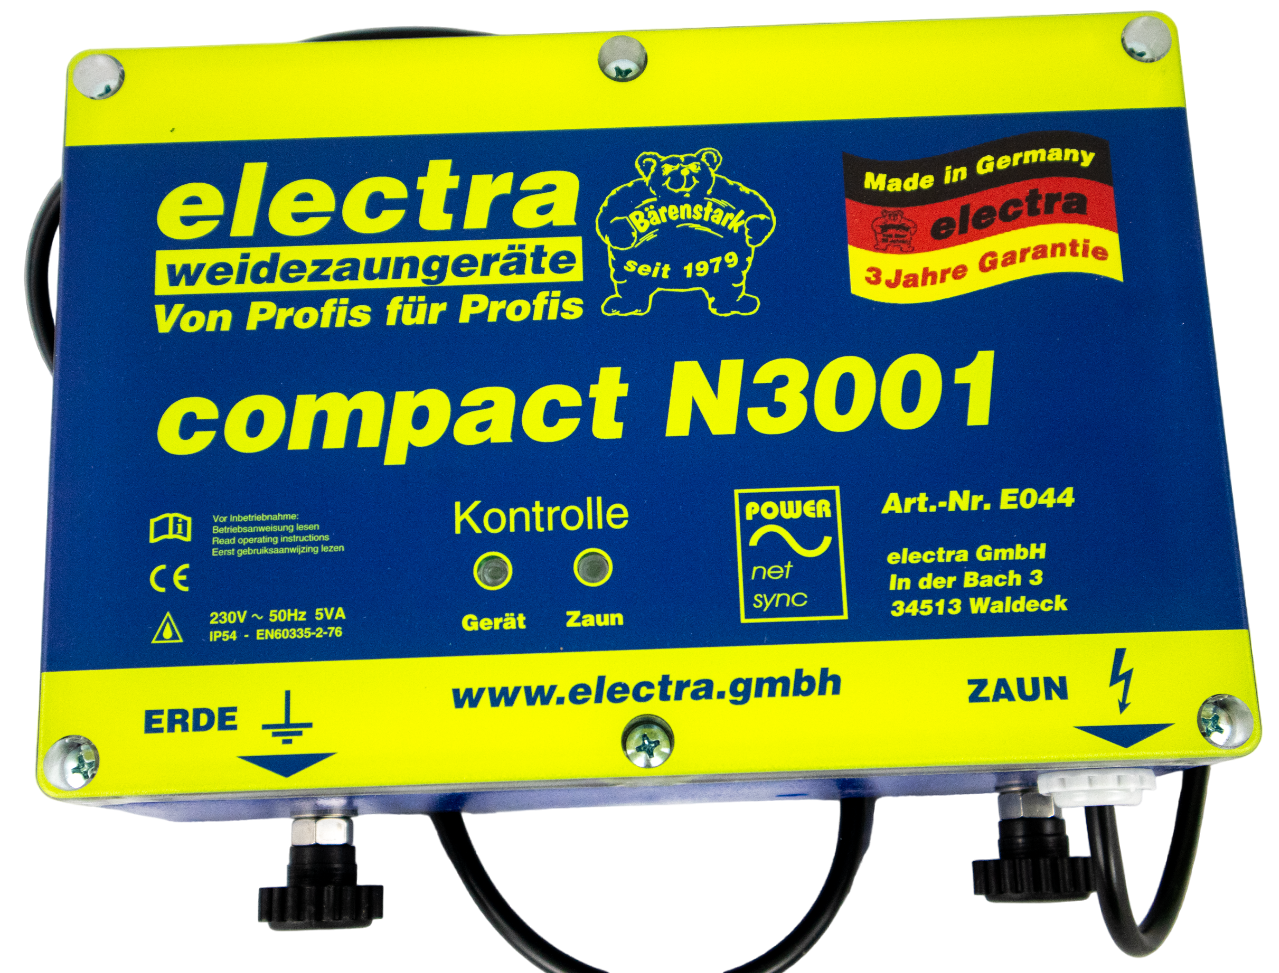 electra
weidezaungeräte
Von Profis für Profis
Bärenstark
seit 1979
Made in Germany
electra
3 Jahre Garantie
compact N3001
Vor Inbetriebnahme:
Betriebsanweisung lesen
Read operating instructions
Eerst gebruiksaanwijzing lezen
CE
230V ~ 50Hz 5VA
IP54 - EN60335-2-76
Kontrolle
Gerät Zaun
POWER
net
sync
Art.-Nr. E044
electra GmbH
In der Bach 3
34513 Waldeck
ERDE
www.electra.gmbh
ZAUN